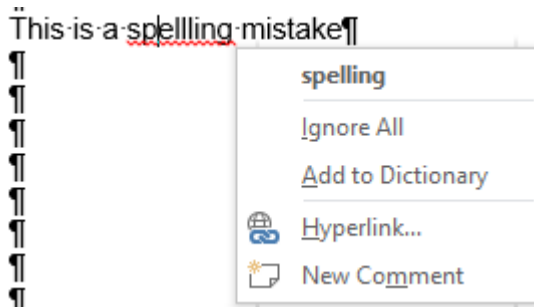 This·is·a·spellling·mistake¶
¶
¶
¶
¶
¶
¶
¶
¶
spelling
Ignore All
Add to Dictionary
Hyperlink...
New Comment